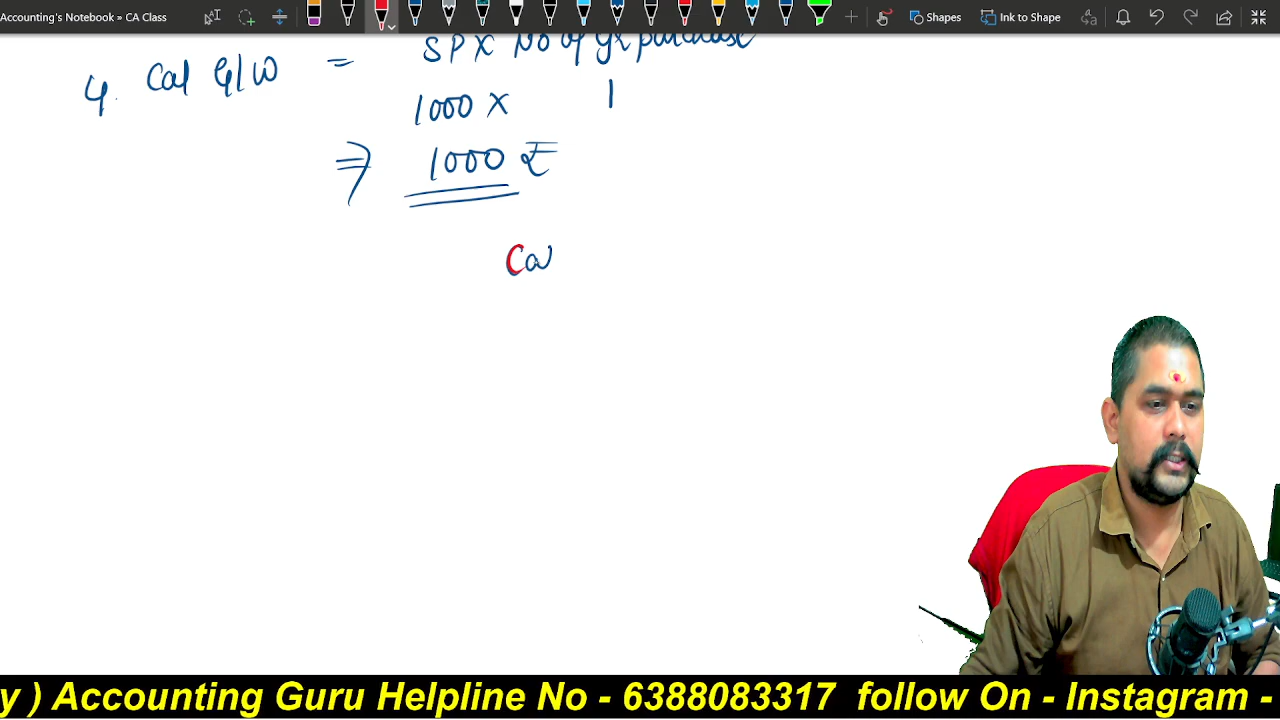 Accounting's Notebook » CA Class
Shapes
Ink to Shape
4. Cal G/W = SP X No of yr purchase
1000 X 1
⇒ 1000 ₹
Ca
y ) Accounting Guru Helpline No - 6388083317 follow On - Instagram -